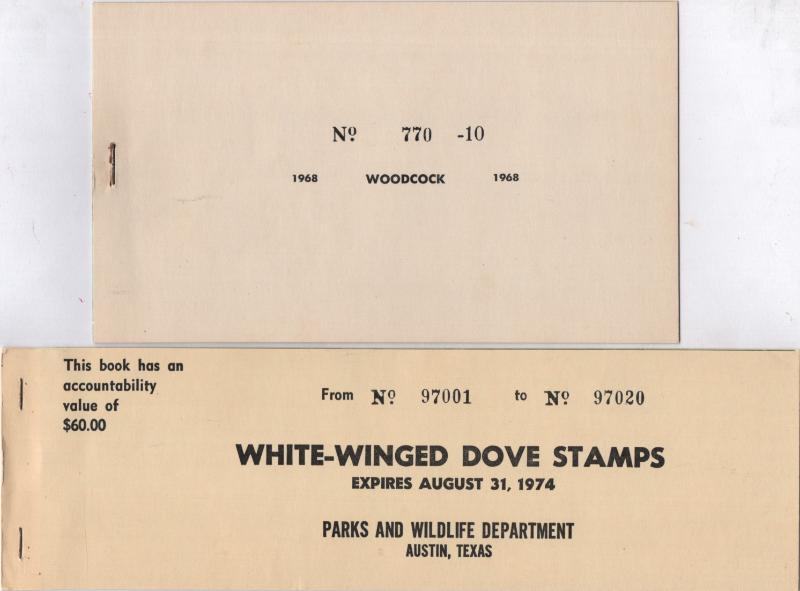 Nº 770 -10
1968 WOODCOCK 1968
This book has an
accountability
value of
$60.00
From Nº 97001 to Nº 97020
WHITE-WINGED DOVE STAMPS
EXPIRES AUGUST 31, 1974
PARKS AND WILDLIFE DEPARTMENT
AUSTIN, TEXAS